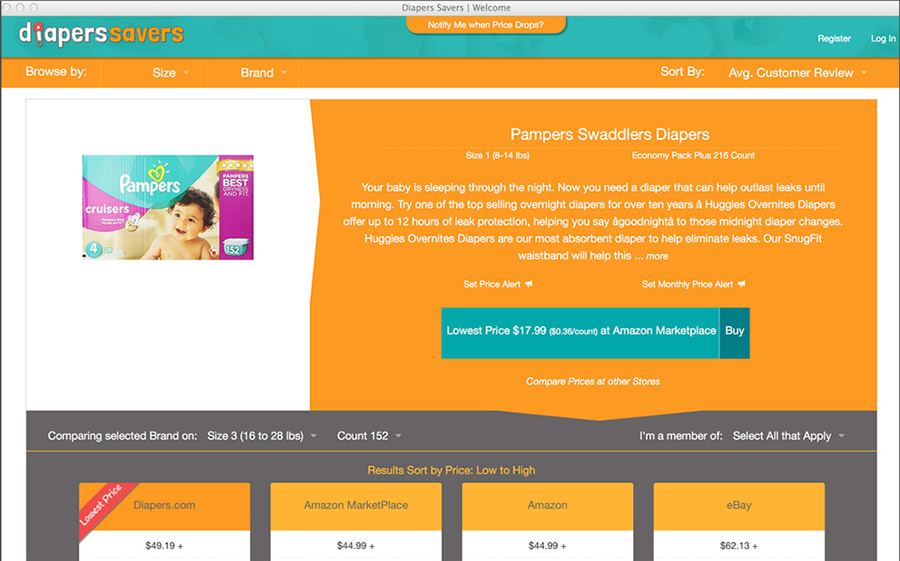 Diapers Savers | Welcome
diaperssavers
Notify Me when Price Drops?
Register
Log In
Browse by:
Size
Brand
Sort By:
Avg. Customer Review
Pampers
cruisers
4
152
PAMPERS
BEST
DRYNESS
AND FIT.
152
Pampers Swaddlers Diapers
Size 1 (8-14 lbs)
Economy Pack Plus 216 Count
Your baby is sleeping through the night. Now you need a diaper that can help outlast leaks until
morning. Try one of the top selling overnight diapers for over ten years â Huggies Overnites Diapers
offer up to 12 hours of leak protection, helping you say âgoodnightâ to those midnight diaper changes.
Huggies Overnites Diapers are our most absorbent diaper to help eliminate leaks. Our SnugFit
waistband will help this ... more
Set Price Alert
Set Monthly Price Alert
Lowest Price $17.99 ($0.36/count) at Amazon Marketplace
Buy
Compare Prices at other Stores
Comparing selected Brand on:
Size 3 (16 to 28 lbs)
Count 152
I'm a member of:
Select All that Apply
Results Sort by Price: Low to High
Lowest Price
Diapers.com
$49.19 +
Amazon MarketPlace
$44.99 +
Amazon
$44.99 +
eBay
$62.13 +